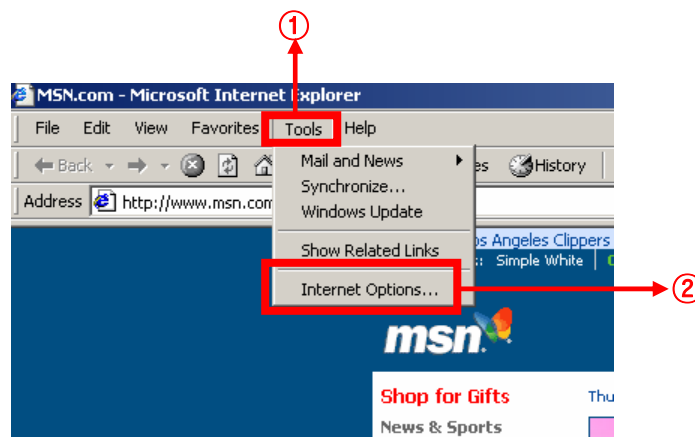 ①
MSN.com - Microsoft Internet Explorer
File Edit View Favorites Tools Help
Back
Mail and News
History
Synchronize...
Address http://www.msn.com
Windows Update
Show Related Links
Angeles Clippers
Simple White
Internet Options...
②
msn
Shop for Gifts
Thu
News & Sports